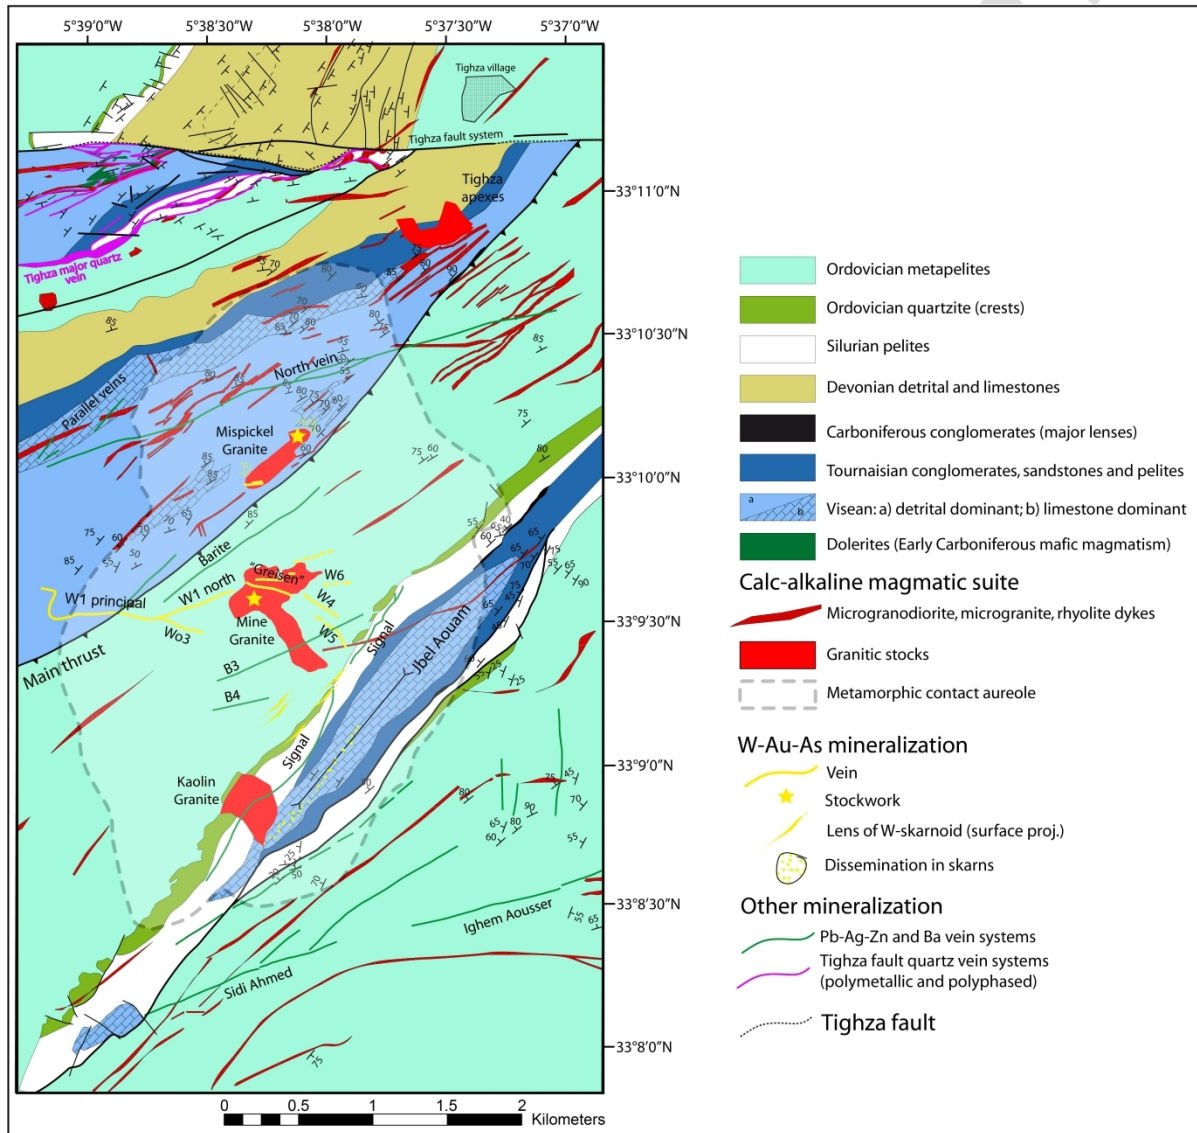 5°39'0"W 5°38'30"W 5°38'0"W 5°37'30"W 5°37'0"W
Tighza village
Tighza fault system
Tighza
apexes
33°11'0"N
Tighza major quartz
vein
33°10'30"N
North vein
Parallel veins
Mispickel
Granite
33°10'0"N
Barite
"Greisen"
W6
W1 north
W1 principal
W4
Wo3
Mine
Granite
W5
33°9'30"N
Signal
Jbel Aouam
Main thrust
B3
B4
Signal
33°9'0"N
Kaolin
Granite
33°8'30"N
Ighem Aousser
Sidi Ahmed
33°8'0"N
0 0.5 1 1.5 2
Kilometers
Ordovician metapelites
Ordovician quartzite (crests)
Silurian pelites
Devonian detrital and limestones
Carboniferous conglomerates (major lenses)
Tournaisian conglomerates, sandstones and pelites
a
b
Visean: a) detrital dominant; b) limestone dominant
Dolerites (Early Carboniferous mafic magmatism)
Calc-alkaline magmatic suite
Microgranodiorite, microgranite, rhyolite dykes
Granitic stocks
Metamorphic contact aureole
W-Au-As mineralization
Vein
Stockwork
Lens of W-skarnoid (surface proj.)
Dissemination in skarns
Other mineralization
Pb-Ag-Zn and Ba vein systems
Tighza fault quartz vein systems
(polymetallic and polyphased)
Tighza fault